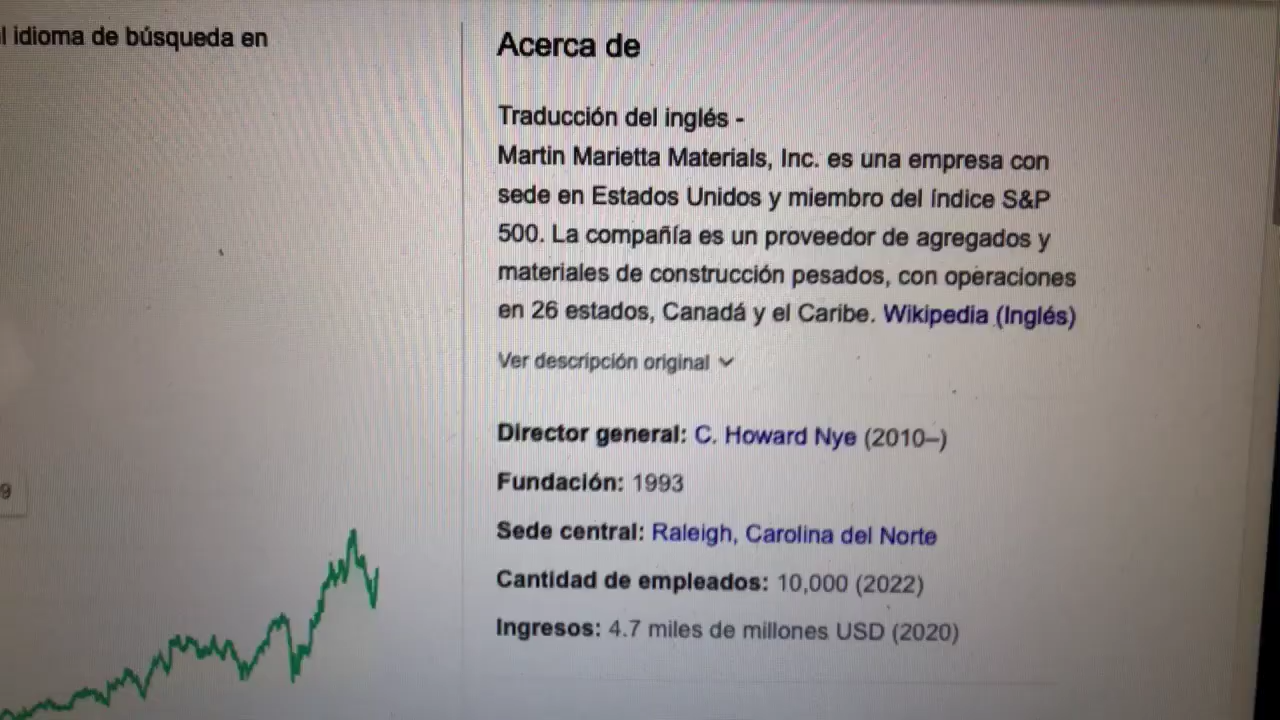 l idioma de búsqueda en
Acerca de
Traducción del inglés -
Martin Marietta Materials, Inc. es una empresa con
sede en Estados Unidos y miembro del índice S&P
500. La compañía es un proveedor de agregados y
materiales de construcción pesados, con operaciones
en 26 estados, Canadá y el Caribe. Wikipedia (Inglés)
Ver descripción original
Director general: C. Howard Nye (2010–)
Fundación: 1993
Sede central: Raleigh, Carolina del Norte
Cantidad de empleados: 10,000 (2022)
Ingresos: 4.7 miles de millones USD (2020)
9